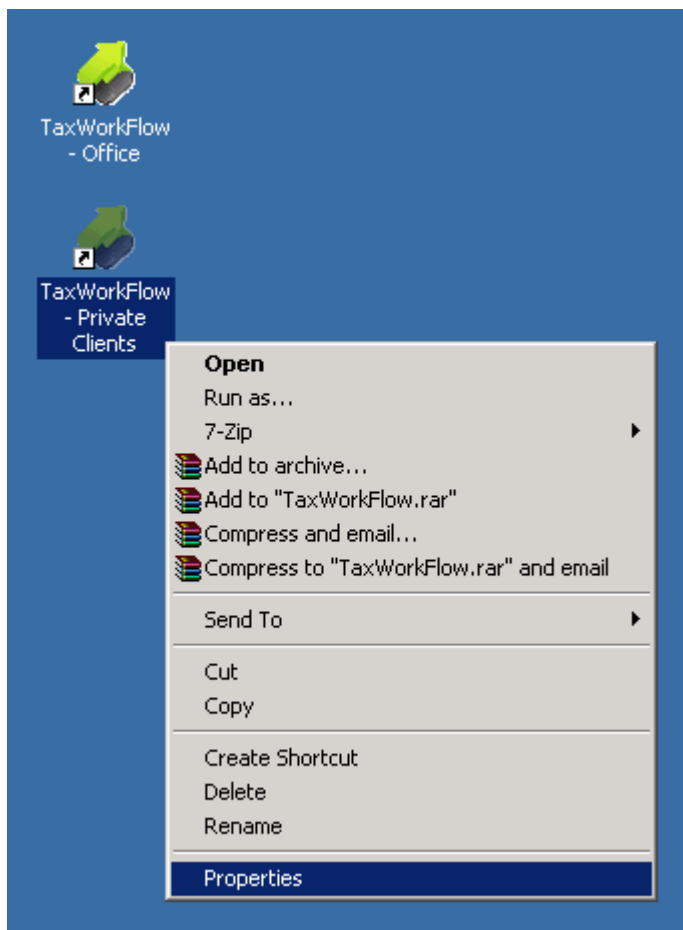 TaxWorkFlow
- Office
TaxWorkFlow
- Private
Clients
Open
Run as...
7-Zip
Add to archive...
Add to "TaxWorkFlow.rar"
Compress and email...
Compress to "TaxWorkFlow.rar" and email
Send To
Cut
Copy
Create Shortcut
Delete
Rename
Properties